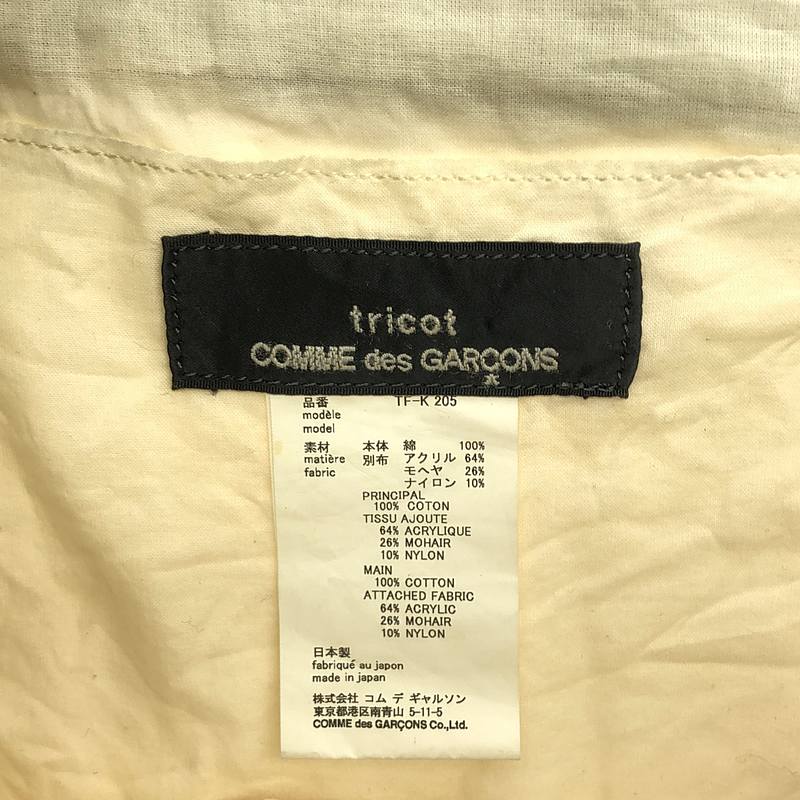 tricot
COMME des GARÇONS
品番 TF-K 205
modèle
model
素材 本体 綿 100%
matière 別布 アクリル 64%
fabric モヘヤ 26%
ナイロン 10%
PRINCIPAL
100% COTON
TISSU AJOUTE
64% ACRYLIQUE
26% MOHAIR
10% NYLON
MAIN
100% COTTON
ATTACHED FABRIC
64% ACRYLIC
26% MOHAIR
10% NYLON
日本製
fabriqué au japon
made in japan
株式会社 コム デ ギャルソン
東京都港区南青山 5-11-5
COMME des GARÇONS Co.,Ltd.